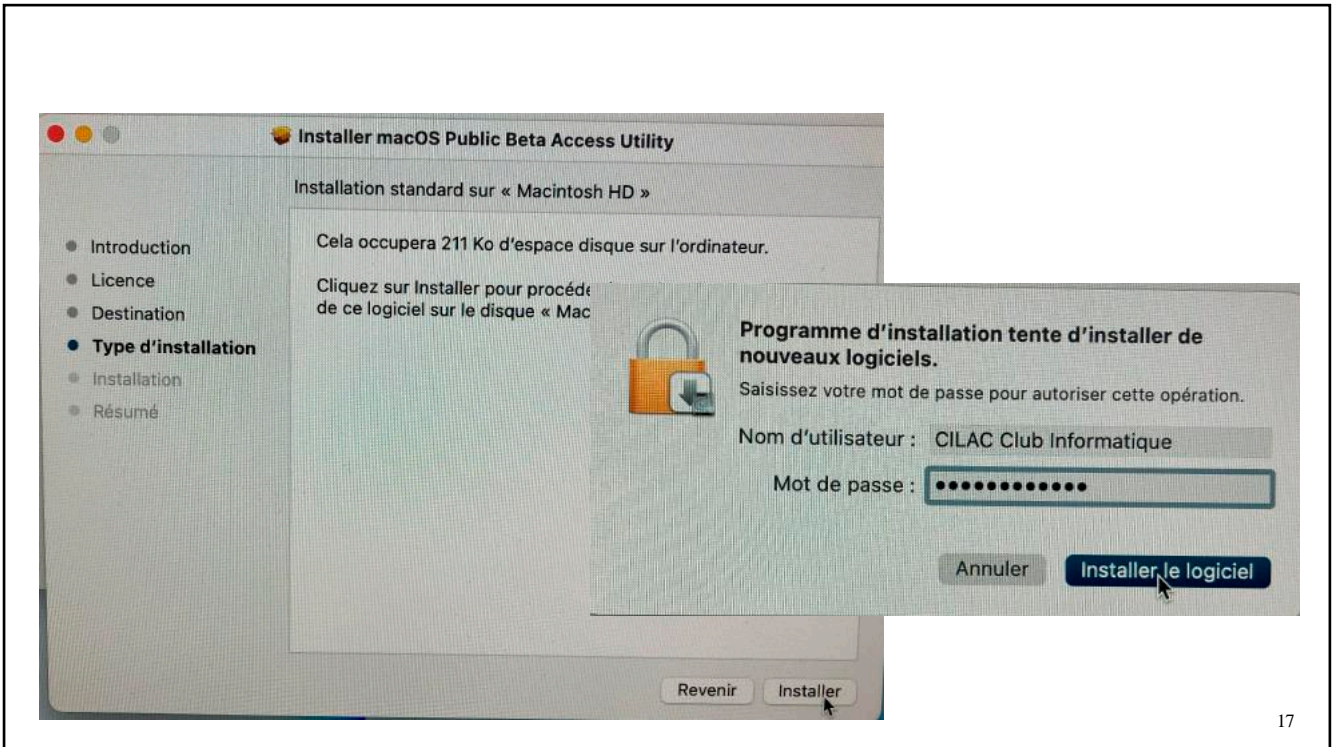 Installer macOS Public Beta Access Utility
Installation standard sur « Macintosh HD »
Introduction
Licence
Destination
Type d'installation
Installation
Résumé
Cela occupera 211 Ko d'espace disque sur l'ordinateur.
Cliquez sur Installer pour procéde
de ce logiciel sur le disque « Mac
Revenir
Installer
Programme d'installation tente d'installer de
nouveaux logiciels.
Saisissez votre mot de passe pour autoriser cette opération.
Nom d'utilisateur : CILAC Club Informatique
Mot de passe : ••••••••••••
Annuler
Installer le logiciel
17